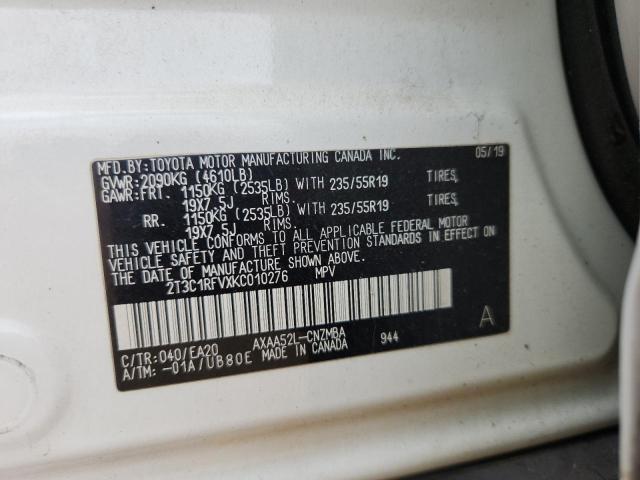 MFD.BY:TOYOTA MOTOR MANUFACTURING CANADA INC. 05/19
GVWR:2090KG (4610LB)
GAWR:FRT. 1150KG (2535LB) WITH 235/55R19 TIRES,
19X7.5J RIMS.
RR. 1150KG (2535LB) WITH 235/55R19 TIRES,
19X7.5J RIMS.
THIS VEHICLE CONFORMS TO ALL APPLICABLE FEDERAL MOTOR
VEHICLE SAFETY AND THEFT PREVENTION STANDARDS IN EFFECT ON
THE DATE OF MANUFACTURE SHOWN ABOVE.
2T3C1RFVXKC010276 MPV
C/TR:040/EA20 AXAA52L-CNZMBA 944 A
A/TM:-01A/UB80E MADE IN CANADA